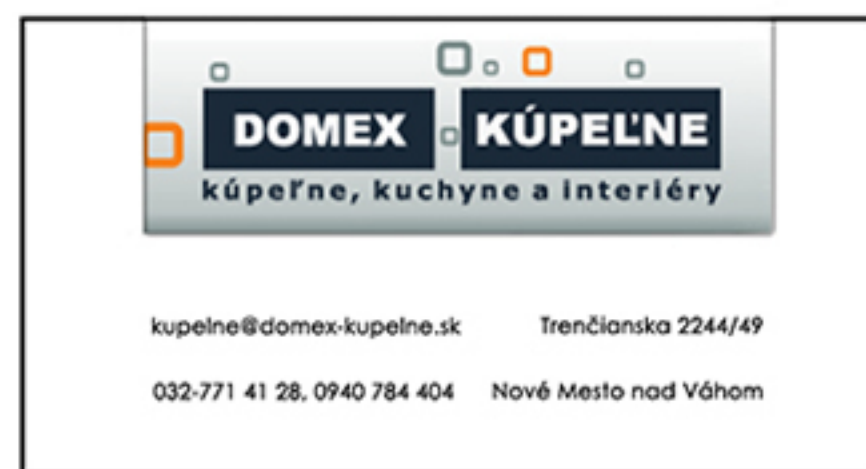 DOMEX KÚPEĽNE
kúpeľne, kuchyne a interiéry
kupelne@domex-kupelne.sk Trenčianska 2244/49
032-771 41 28, 0940 784 404 Nové Mesto nad Váhom